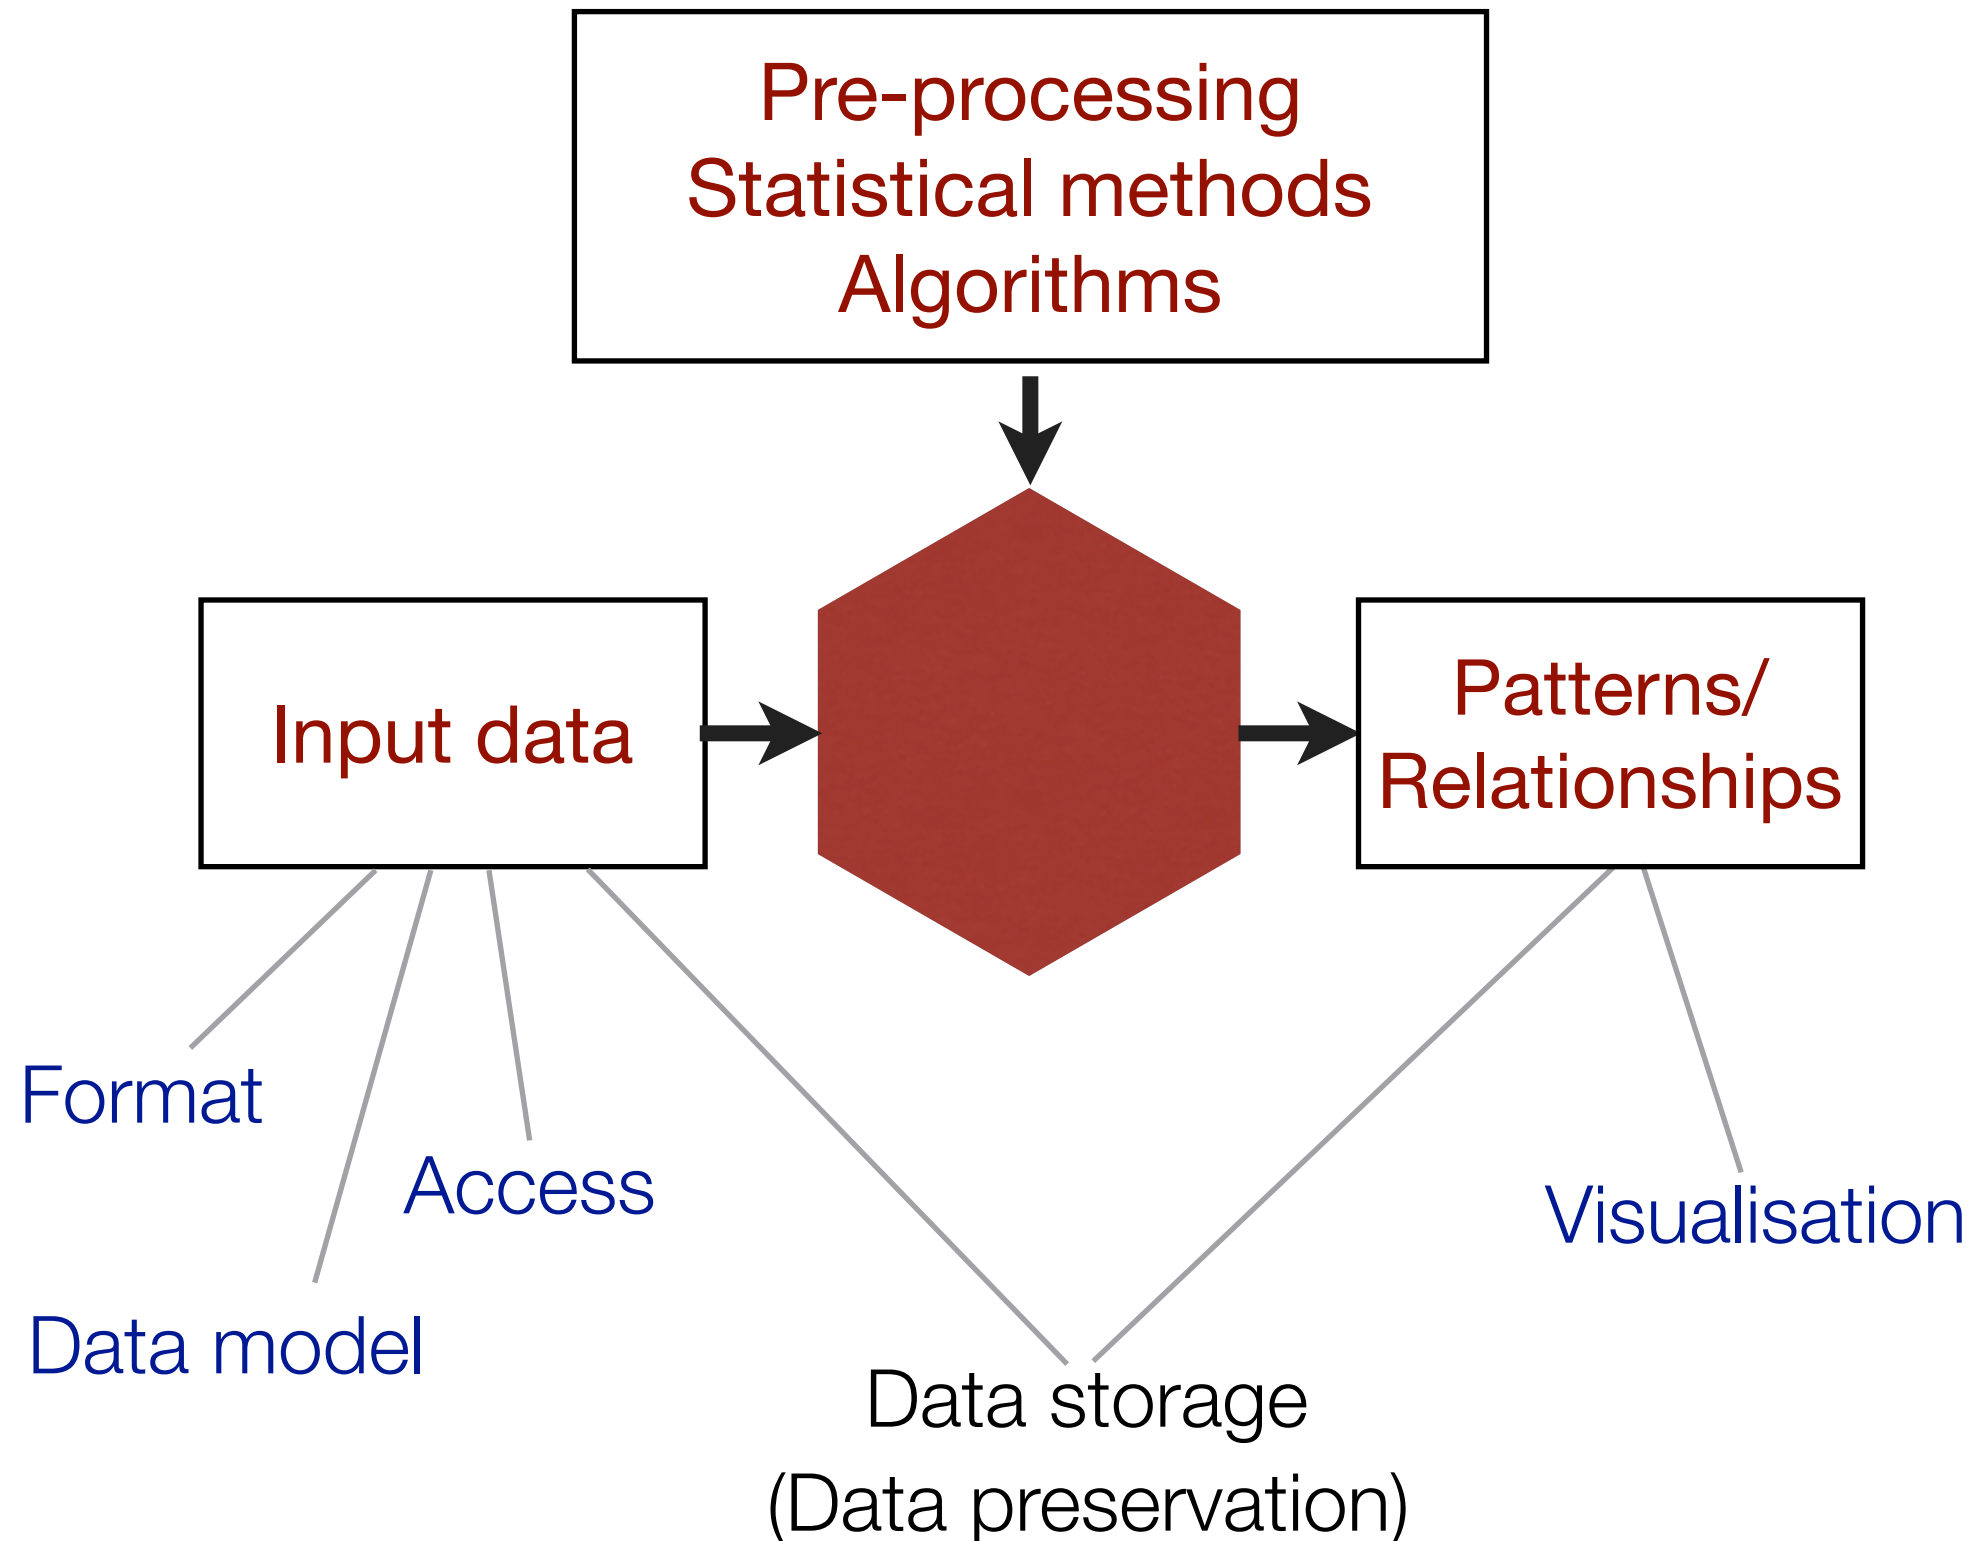 Pre-processing
Statistical methods
Algorithms
Input data
Patterns/
Relationships
Format
Access
Data model
Visualisation
Data storage
(Data preservation)